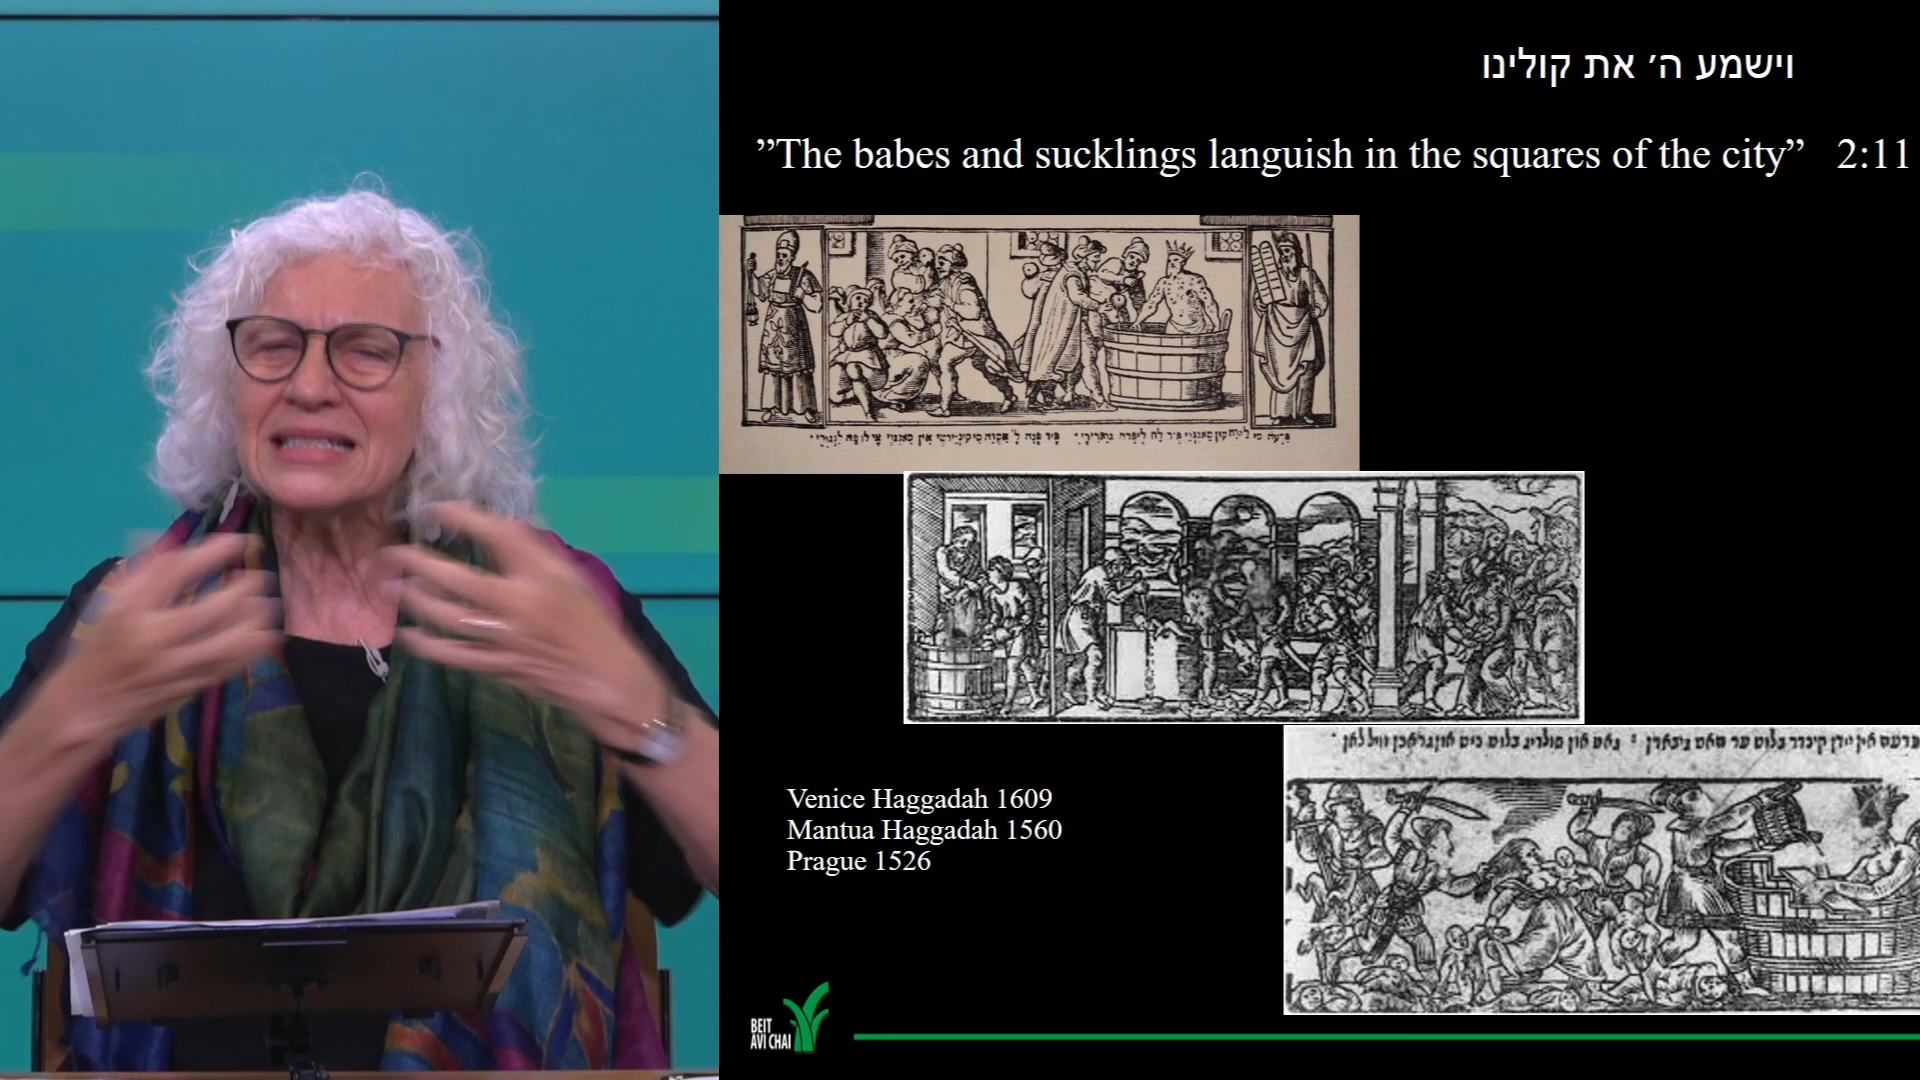 וישמע ה׳ את קולינו
”The babes and sucklings languish in the squares of the city” 2:11
Venice Haggadah 1609
Mantua Haggadah 1560
Prague 1526
BEIT
AVI CHAI